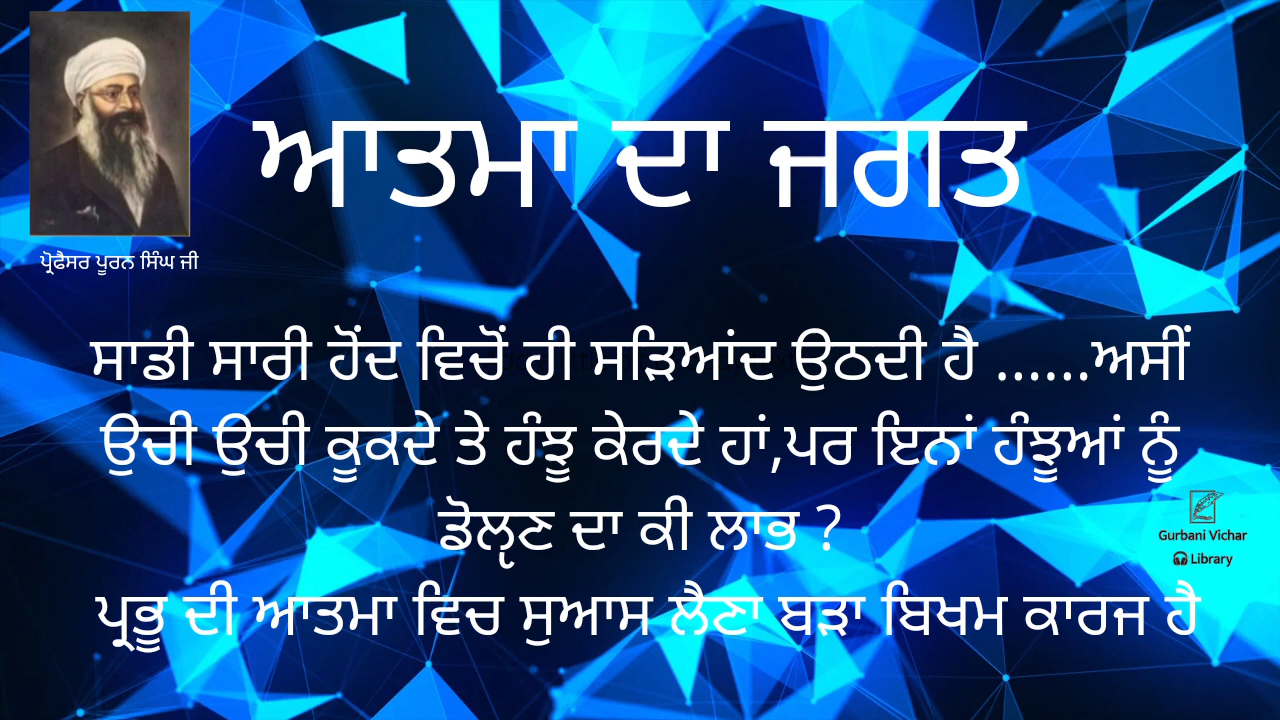 ਆਤਮਾ ਦਾ ਜਗਤ
ਪ੍ਰੋਫੈਸਰ ਪੂਰਨ ਸਿੰਘ ਜੀ
ਸਾਡੀ ਸਾਰੀ ਹੋਂਦ ਵਿਚੋਂ ਹੀ ਸੜਿਆਂਦ ਉਠਦੀ ਹੈ ......ਅਸੀਂ
ਉਚੀ ਉਚੀ ਕੂਕਦੇ ਤੇ ਹੰਝੂ ਕੇਰਦੇ ਹਾਂ,ਪਰ ਇਨਾਂ ਹੰਝੂਆਂ ਨੂੰ
ਡੋਲੵਣ ਦਾ ਕੀ ਲਾਭ ?
ਪ੍ਰਭੂ ਦੀ ਆਤਮਾ ਵਿਚ ਸੁਆਸ ਲੈਣਾ ਬੜਾ ਬਿਖਮ ਕਾਰਜ ਹੈ
Gurbani Vichar
🎧 Library